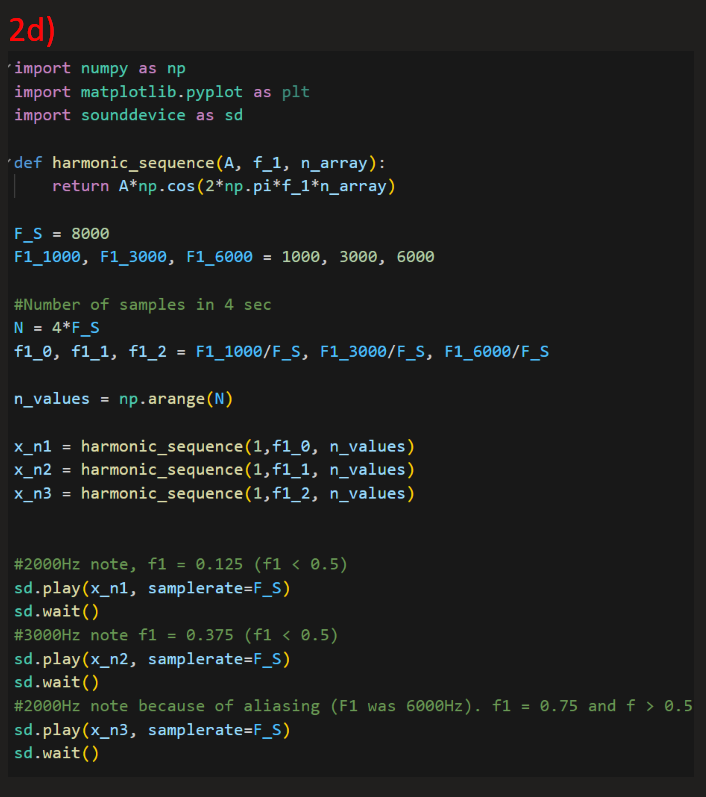 2d)
import numpy as np
import matplotlib.pyplot as plt
import sounddevice as sd
def harmonic_sequence(A, f_1, n_array):
    return A*np.cos(2*np.pi*f_1*n_array)
F_S = 8000
F1_1000, F1_3000, F1_6000 = 1000, 3000, 6000
#Number of samples in 4 sec
N = 4*F_S
f1_0, f1_1, f1_2 = F1_1000/F_S, F1_3000/F_S, F1_6000/F_S
n_values = np.arange(N)
x_n1 = harmonic_sequence(1,f1_0, n_values)
x_n2 = harmonic_sequence(1,f1_1, n_values)
x_n3 = harmonic_sequence(1,f1_2, n_values)
#2000Hz note, f1 = 0.125 (f1 < 0.5)
sd.play(x_n1, samplerate=F_S)
sd.wait()
#3000Hz note f1 = 0.375 (f1 < 0.5)
sd.play(x_n2, samplerate=F_S)
sd.wait()
#2000Hz note because of aliasing (F1 was 6000Hz). f1 = 0.75 and f > 0.5
sd.play(x_n3, samplerate=F_S)
sd.wait()